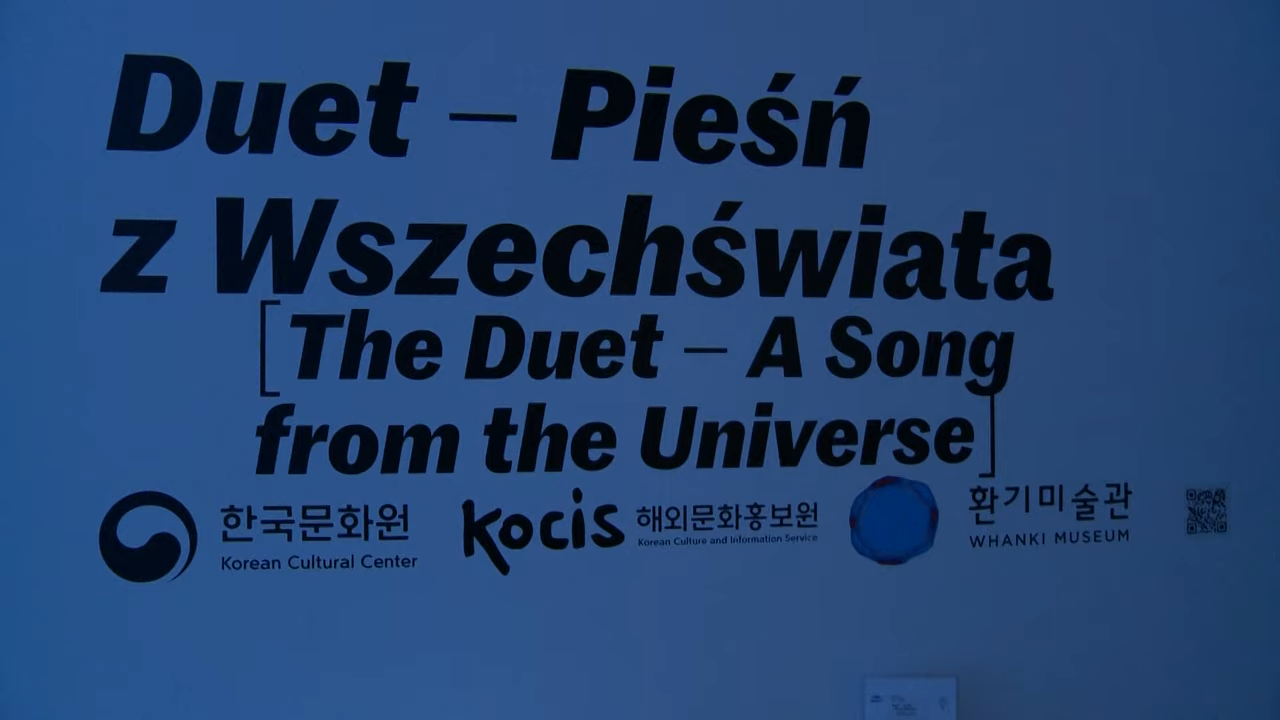 Duet – Pieśń
z Wszechświata
[The Duet – A Song
from the Universe]
한국문화원
Korean Cultural Center
Kocis
해외문화홍보원
Korean Culture and Information Service
환기미술관
WHANKI MUSEUM